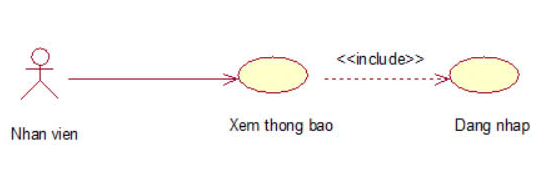 <<include>>
Nhan vien
Xem thong bao
Dang nhap